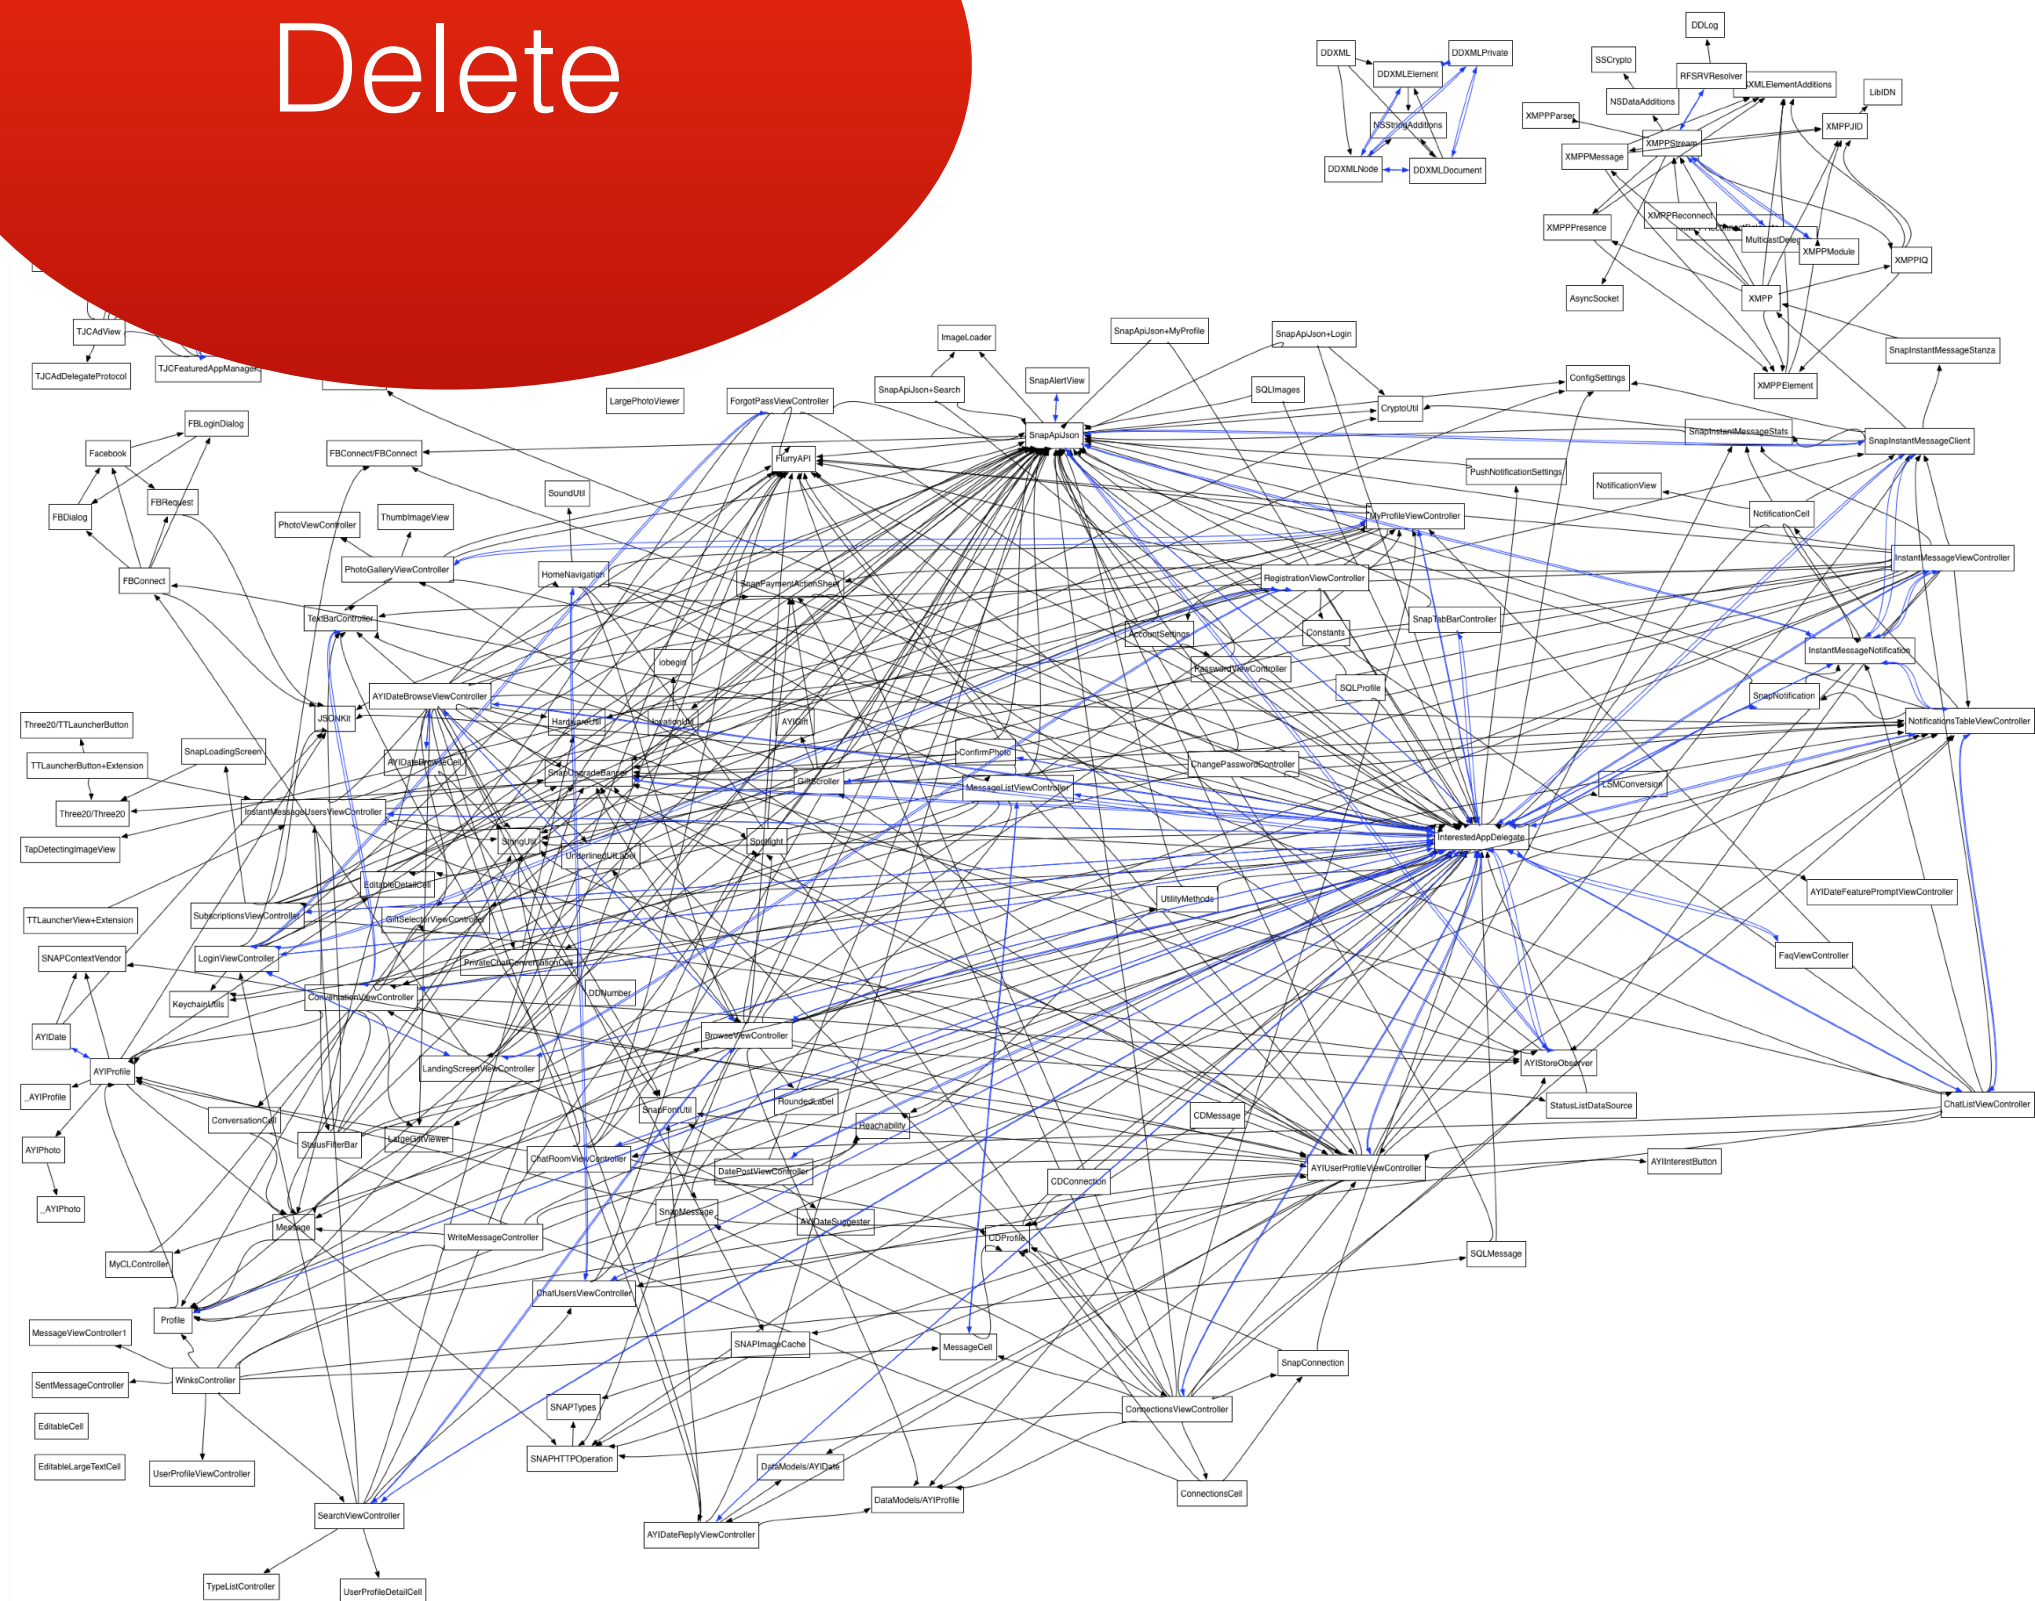 Delete
DDLog
DDXML
DDXMLPrivate
SSCrypto
DDXMLElement
RFSRVResolver
XMLElementAdditions
LibIDN
NSDataAdditions
XMPPParser
NSStringAdditions
XMPPJID
XMPPStream
XMPPMessage
DDXMLNode
DDXMLDocument
XMPPReconnect
XMPPPresence
MulticastDeleg
XMPPModule
XMPPIQ
AsyncSocket
XMPP
TJCAdView
ImageLoader
SnapApiJson+MyProfile
SnapApiJson+Login
SnapInstantMessageStanza
TJCAdDelegateProtocol
TJCFeaturedAppManager
SnapApiJson+Search
SnapAlertView
SQLImages
ConfigSettings
XMPPElement
LargePhotoViewer
ForgotPassViewController
CryptoUtil
FBLoginDialog
SnapApiJson
SnapInstantMessageStats
SnapInstantMessageClient
Facebook
FBConnect/FBConnect
FlurryAPI
PushNotificationSettings
NotificationView
SoundUtil
FBRequest
FBDialog
PhotoViewController
ThumbImageView
MyProfileViewController
NotificationCell
InstantMessageViewController
PhotoGalleryViewController
HomeNavigation
SnapPaymentActionSheet
RegistrationViewController
FBConnect
TextBarController
AccountSettings
Constants
SnapTabBarController
InstantMessageNotification
iobegin
PasswordViewController
SQLProfile
SnapNotification
AYIDateBrowseViewController
JSONKit
HardwareUtil
LocationUtil
AYIGift
NotificationsTableViewController
Three20/TTLauncherButton
SnapLoadingScreen
TTLauncherButton+Extension
AYIDateBrowseCell
SnapUpgradeBanner
ConfirmPhoto
ChangePasswordController
GiftScroller
MessageListViewController
LSMConversion
Three20/Three20
InstantMessageUsersViewController
TapDetectingImageView
StringUtil
UnderlinedUILabel
Spotlight
InterestedAppDelegate
EditableDetailCell
UtilityMethods
AYIDateFeaturePromptViewController
TTLauncherView+Extension
SubscriptionsViewController
GiftSelectorViewController
SNAPContextVendor
LoginViewController
PrivateChatConversationCell
FaqViewController
KeychainUtils
ConversationViewController
DDNumber
AYIDate
BrowseViewController
AYIProfile
LandingScreenViewController
AYIStoreObserver
_AYIProfile
ConversationCell
SnapFontUtil
RoundedLabel
CDMessage
StatusListDataSource
ChatListViewController
AYIPhoto
StatusFilterBar
LargeGiftViewer
Reachability
ChatRoomViewController
DatePostViewController
AYIUserProfileViewController
AYIInterestButton
CDConnection
_AYIPhoto
Message
SnapMessage
AYIDateSuggester
WriteMessageController
CDProfile
SQLMessage
MyCLController
ChatUsersViewController
Profile
MessageViewController1
SNAPImageCache
MessageCell
SnapConnection
WinksController
SentMessageController
SNAPTypes
ConnectionsViewController
EditableCell
SNAPHTTPOperation
DataModels/AYIDate
EditableLargeTextCell
UserProfileViewController
DataModels/AYIProfile
ConnectionsCell
SearchViewController
AYIDateReplyViewController
TypeListController
UserProfileDetailCell